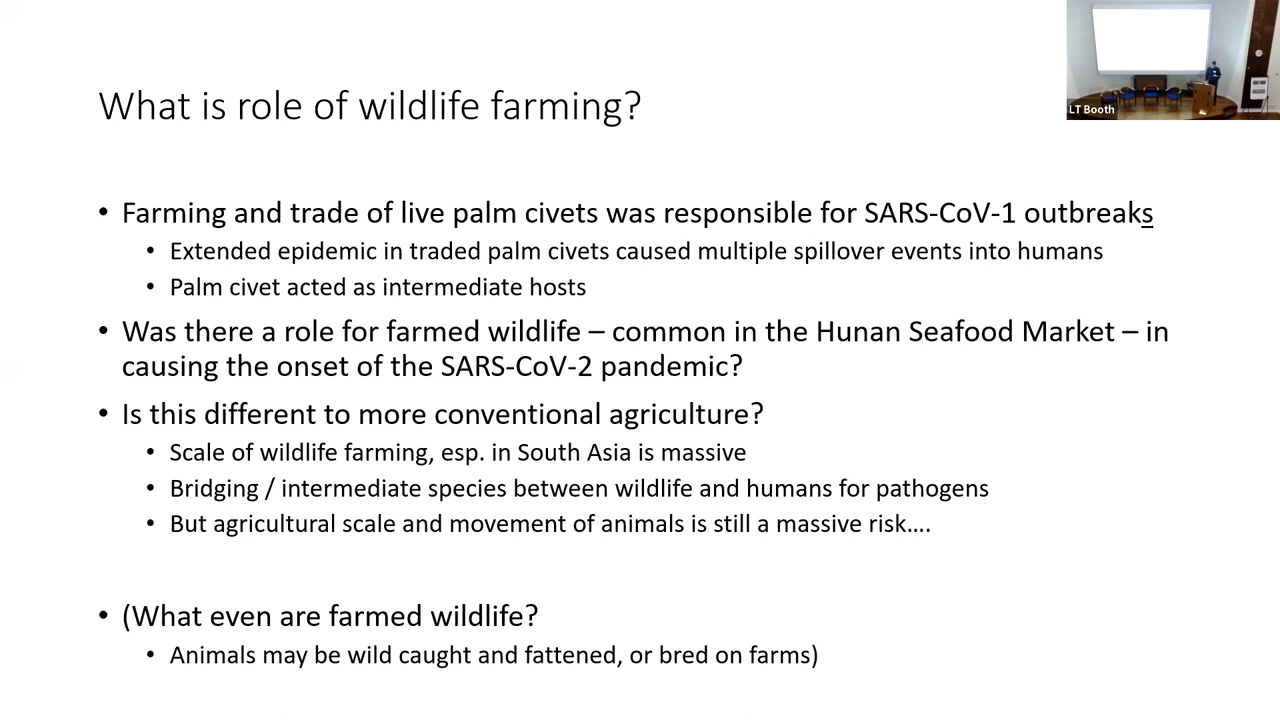 LT Booth
What is role of wildlife farming?
• Farming and trade of live palm civets was responsible for SARS-CoV-1 outbreaks
• Extended epidemic in traded palm civets caused multiple spillover events into humans
• Palm civet acted as intermediate hosts
• Was there a role for farmed wildlife – common in the Hunan Seafood Market – in
causing the onset of the SARS-CoV-2 pandemic?
• Is this different to more conventional agriculture?
• Scale of wildlife farming, esp. in South Asia is massive
• Bridging / intermediate species between wildlife and humans for pathogens
• But agricultural scale and movement of animals is still a massive risk….
• (What even are farmed wildlife?
• Animals may be wild caught and fattened, or bred on farms)